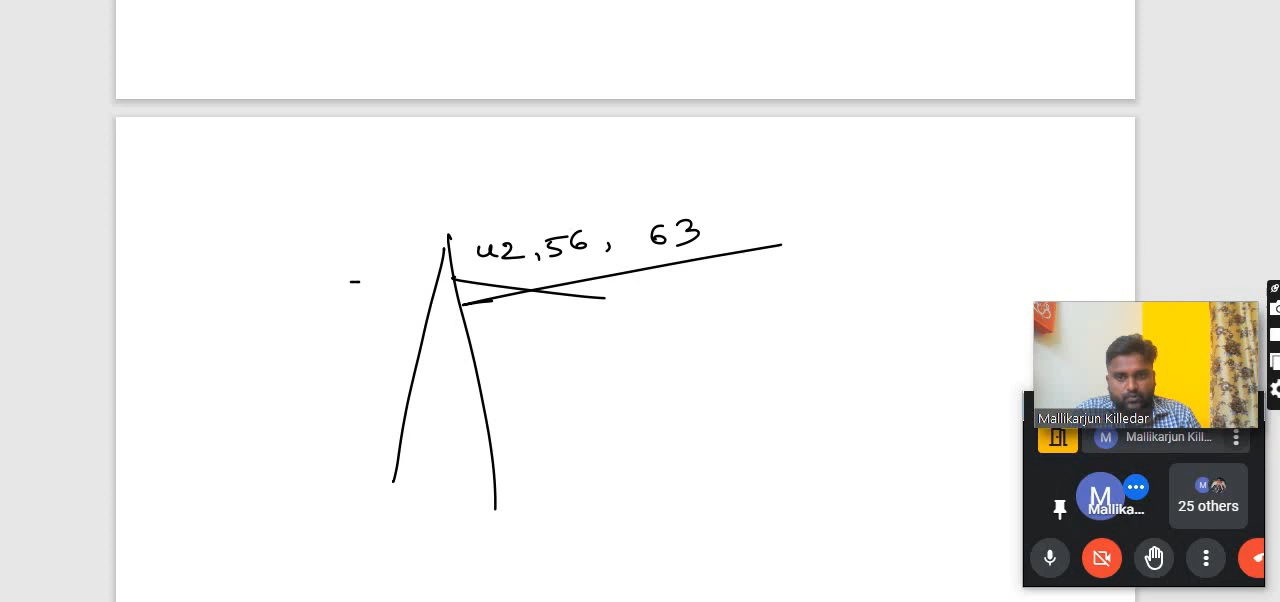 42, 56, 63
Mallikarjun Killedar
M Mallikarjun Kill...
M
M Mallika...
25 others